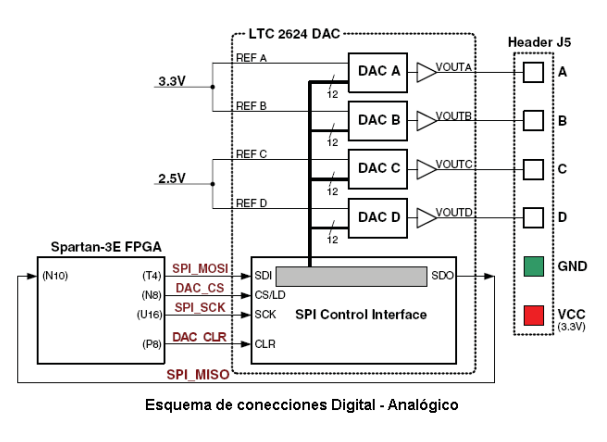 LTC 2624 DAC
Header J5
REF A
DAC A
VOUTA
A
3.3V
12
REF B
DAC B
VOUTB
B
12
REF C
DAC C
VOUTC
C
2.5V
12
REF D
DAC D
VOUTD
D
12
Spartan-3E FPGA
GND
(N10)
(T4)
SPI_MOSI
SDI
SDO
(N8)
DAC_CS
CS/LD
(U16)
SPI_SCK
SCK
SPI Control Interface
VCC
(3.3V)
(P8)
DAC_CLR
CLR
SPI_MISO
Esquema de conecciones Digital - Analógico